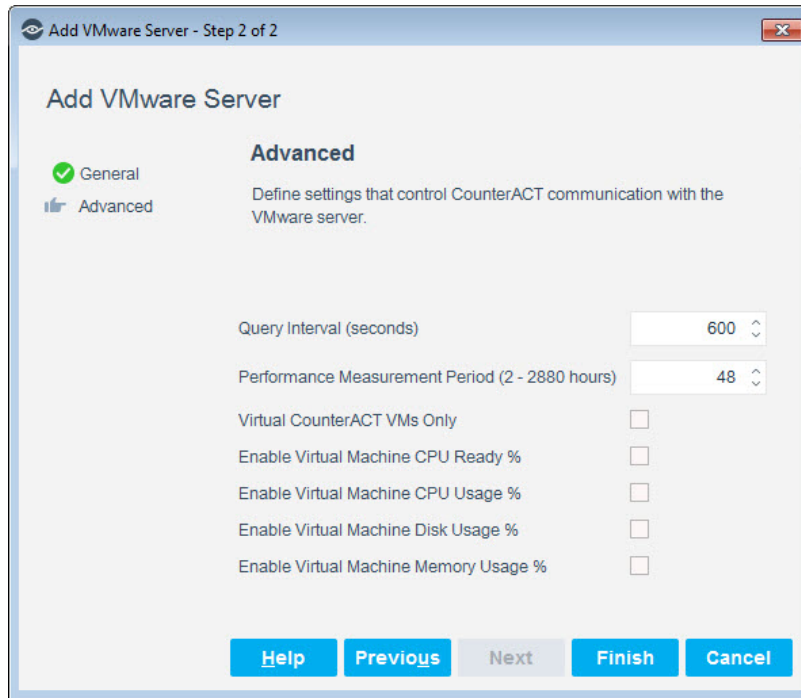 Add VMware Server - Step 2 of 2
Add VMware Server
General
Advanced
Advanced
Define settings that control CounterACT communication with the
VMware server.
Query Interval (seconds) 600
Performance Measurement Period (2 - 2880 hours) 48
Virtual CounterACT VMs Only
Enable Virtual Machine CPU Ready %
Enable Virtual Machine CPU Usage %
Enable Virtual Machine Disk Usage %
Enable Virtual Machine Memory Usage %
Help Previous Next Finish Cancel